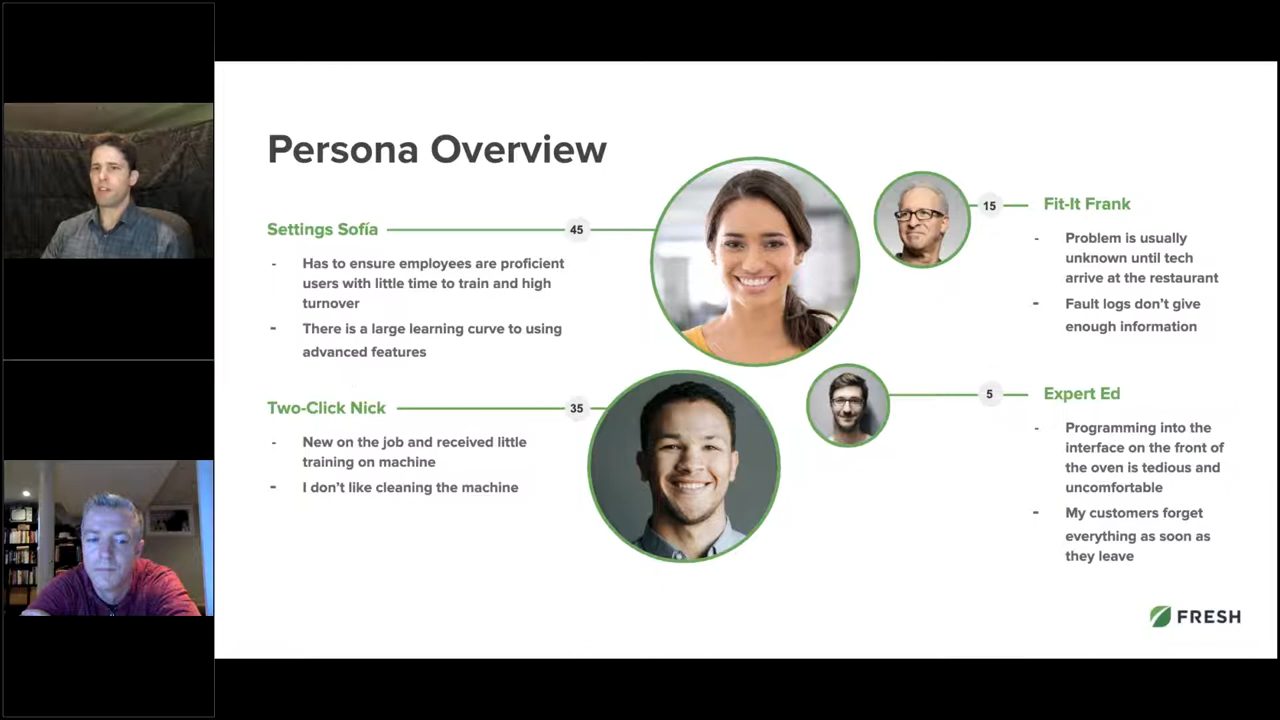 Persona Overview
Settings Sofía
45
- Has to ensure employees are proficient
users with little time to train and high
turnover
- There is a large learning curve to using
advanced features
Two-Click Nick
35
- New on the job and received little
training on machine
- I don't like cleaning the machine
15
Fit-It Frank
- Problem is usually
unknown until tech
arrive at the restaurant
- Fault logs don't give
enough information
5
Expert Ed
- Programming into the
interface on the front of
the oven is tedious and
uncomfortable
- My customers forget
everything as soon as
they leave
FRESH